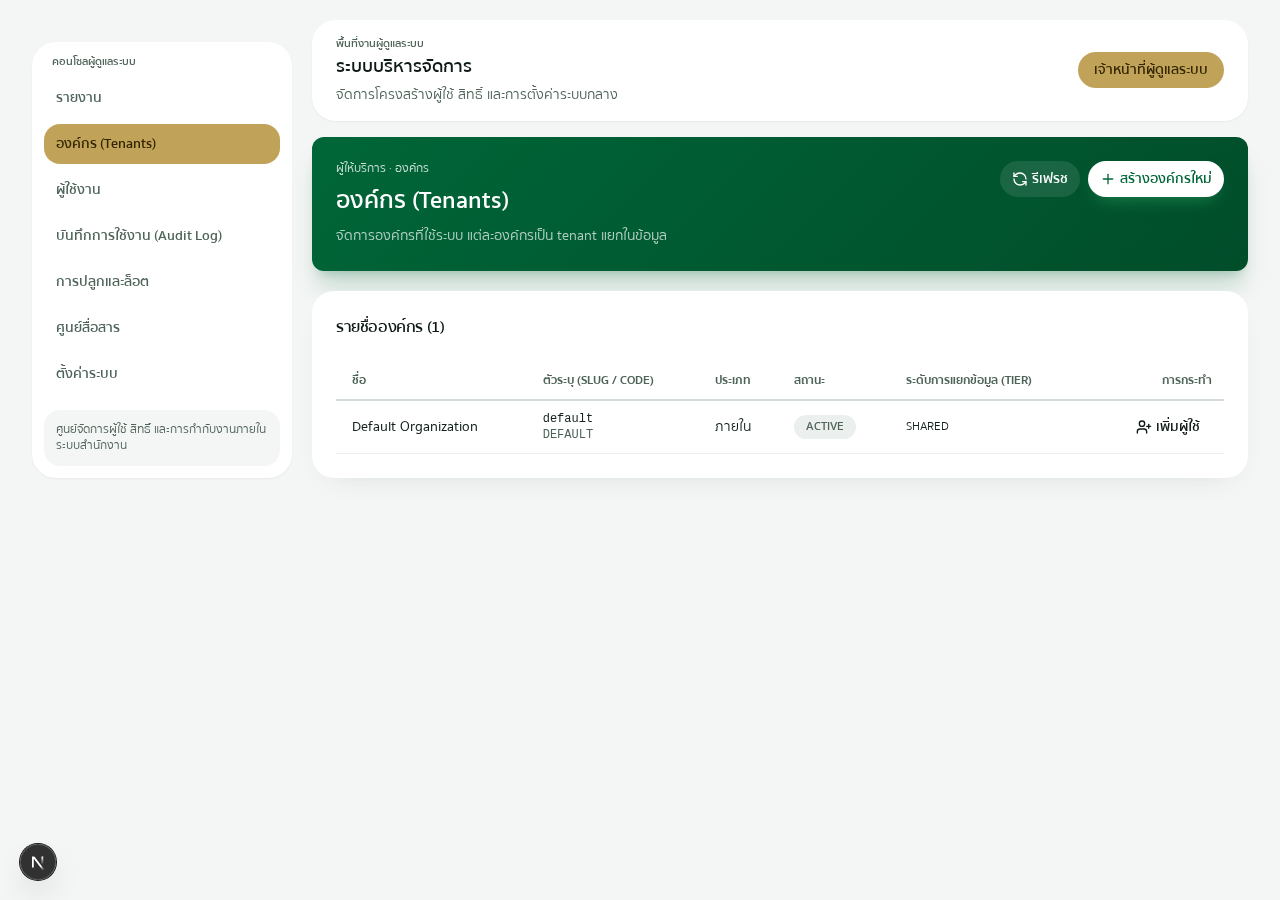 คอนโซลผู้ดูแลระบบ
รายงาน
องค์กร (Tenants)
ผู้ใช้งาน
บันทึกการใช้งาน (Audit Log)
การปลูกและล็อต
ศูนย์สื่อสาร
ตั้งค่าระบบ
ศูนย์จัดการผู้ใช้ สิทธิ์ และการกำกับงานภายใน
ระบบสำนักงาน
พื้นที่งานผู้ดูแลระบบ
ระบบบริหารจัดการ
จัดการโครงสร้างผู้ใช้ สิทธิ์ และการตั้งค่าระบบกลาง
เจ้าหน้าที่ผู้ดูแลระบบ
ผู้ให้บริการ · องค์กร
องค์กร (Tenants)
จัดการองค์กรที่ใช้ระบบ แต่ละองค์กรเป็น tenant แยกในข้อมูล
รีเฟรช
สร้างองค์กรใหม่
รายชื่อองค์กร (1)
ชื่อ ตัวระบุ (SLUG / CODE) ประเภท สถานะ ระดับการแยกข้อมูล (TIER) การกระทำ
Default Organization default ภายใน ACTIVE SHARED เพิ่มผู้ใช้
DEFAULT
N